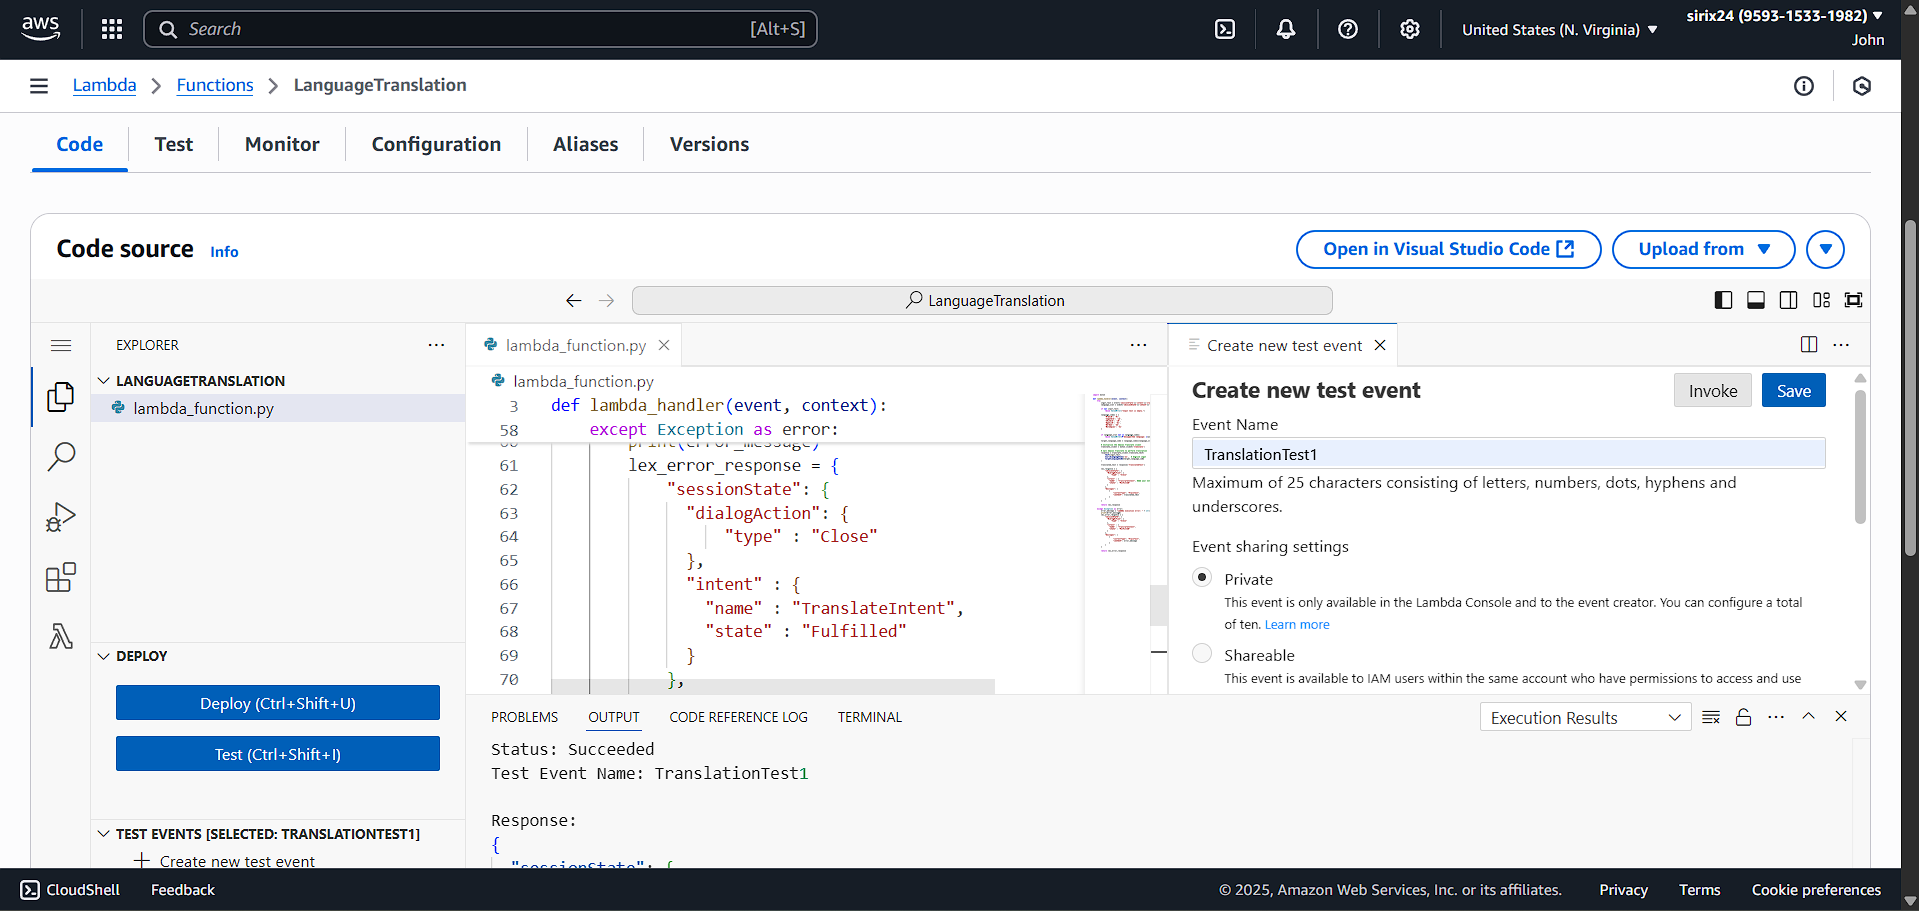 aws
Search
[Alt+S]
United States (N. Virginia)
sirix24 (9593-1533-1982)
John
Lambda
Functions
LanguageTranslation
Code
Test
Monitor
Configuration
Aliases
Versions
Code source
Info
Open in Visual Studio Code
Upload from
LanguageTranslation
EXPLORER
LANGUAGETRANSLATION
lambda_function.py
DEPLOY
Deploy (Ctrl+Shift+U)
Test (Ctrl+Shift+I)
TEST EVENTS [SELECTED: TRANSLATIONTEST1]
Create new test event
lambda_function.py
lambda_function.py
3 def lambda_handler(event, context):
58 except Exception as error:
60 print(error_message)
61 lex_error_response = {
62 "sessionState": {
63 "dialogAction": {
64 "type" : "Close"
65 },
66 "intent" : {
67 "name" : "TranslateIntent",
68 "state" : "Fulfilled"
69 }
70 },
Create new test event
Create new test event
Invoke
Save
Event Name
TranslationTest1
Maximum of 25 characters consisting of letters, numbers, dots, hyphens and
underscores.
Event sharing settings
Private
This event is only available in the Lambda Console and to the event creator. You can configure a total
of ten. Learn more
Shareable
This event is available to IAM users within the same account who have permissions to access and use
PROBLEMS
OUTPUT
CODE REFERENCE LOG
TERMINAL
Execution Results
Status: Succeeded
Test Event Name: TranslationTest1
Response:
{
"sessionState": {
CloudShell
Feedback
© 2025, Amazon Web Services, Inc. or its affiliates.
Privacy
Terms
Cookie preferences